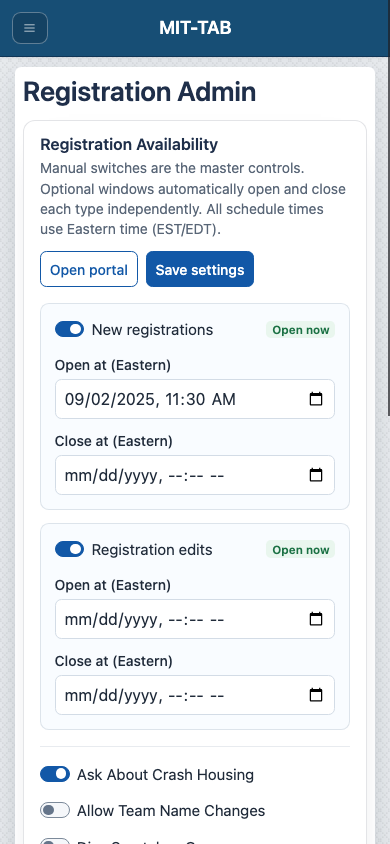 MIT-TAB
Registration Admin
Registration Availability
Manual switches are the master controls.
Optional windows automatically open and close
each type independently. All schedule times
use Eastern time (EST/EDT).
Open portal
Save settings
New registrations
Open now
Open at (Eastern)
09/02/2025, 11:30 AM
Close at (Eastern)
mm/dd/yyyy, --:-- --
Registration edits
Open now
Open at (Eastern)
mm/dd/yyyy, --:-- --
Close at (Eastern)
mm/dd/yyyy, --:-- --
Ask About Crash Housing
Allow Team Name Changes